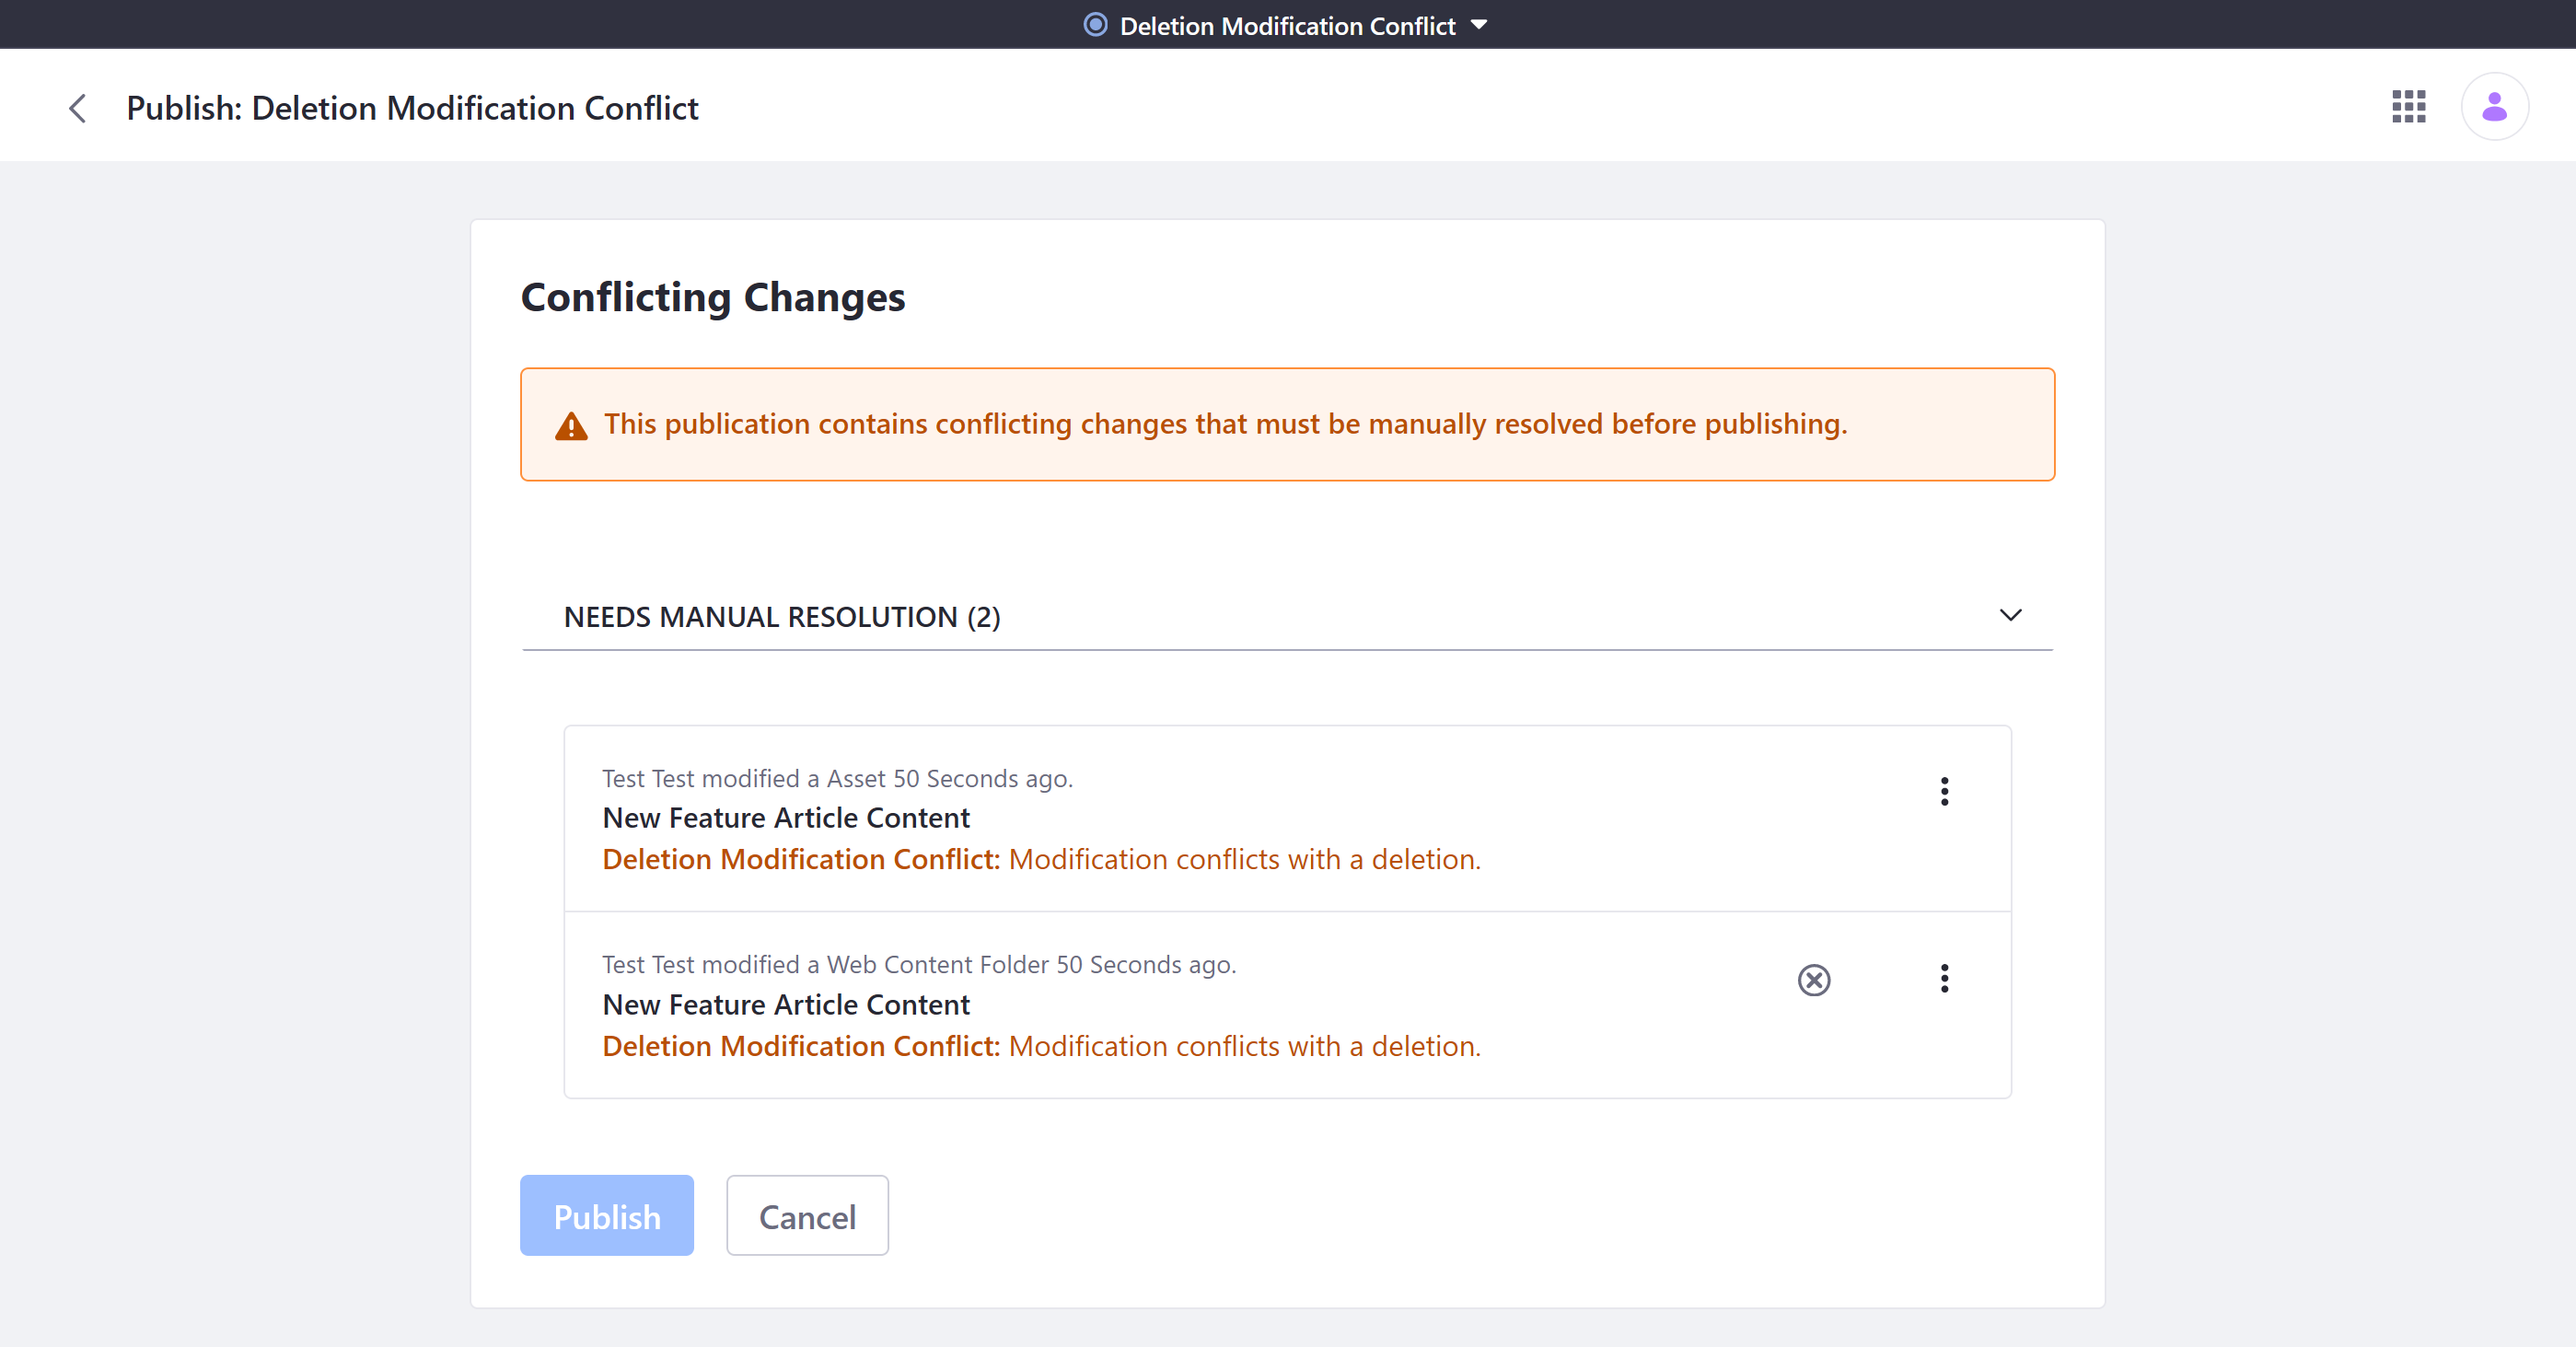 Deletion Modification Conflict
Publish: Deletion Modification Conflict
Conflicting Changes
This publication contains conflicting changes that must be manually resolved before publishing.
NEEDS MANUAL RESOLUTION (2)
Test Test modified a Asset 50 Seconds ago.
New Feature Article Content
Deletion Modification Conflict: Modification conflicts with a deletion.
Test Test modified a Web Content Folder 50 Seconds ago.
New Feature Article Content
Deletion Modification Conflict: Modification conflicts with a deletion.
Publish
Cancel